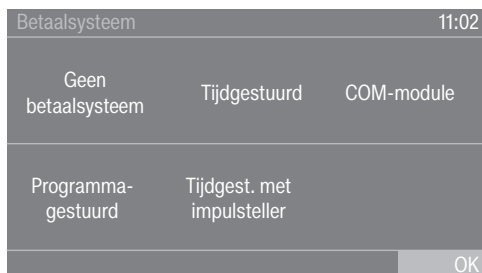 Betaalsysteem 11:02
Geen
betaalsysteem
Tijdgestuurd
COM-module
Programma-
gestuurd
Tijdgest. met
impulsteller
OK